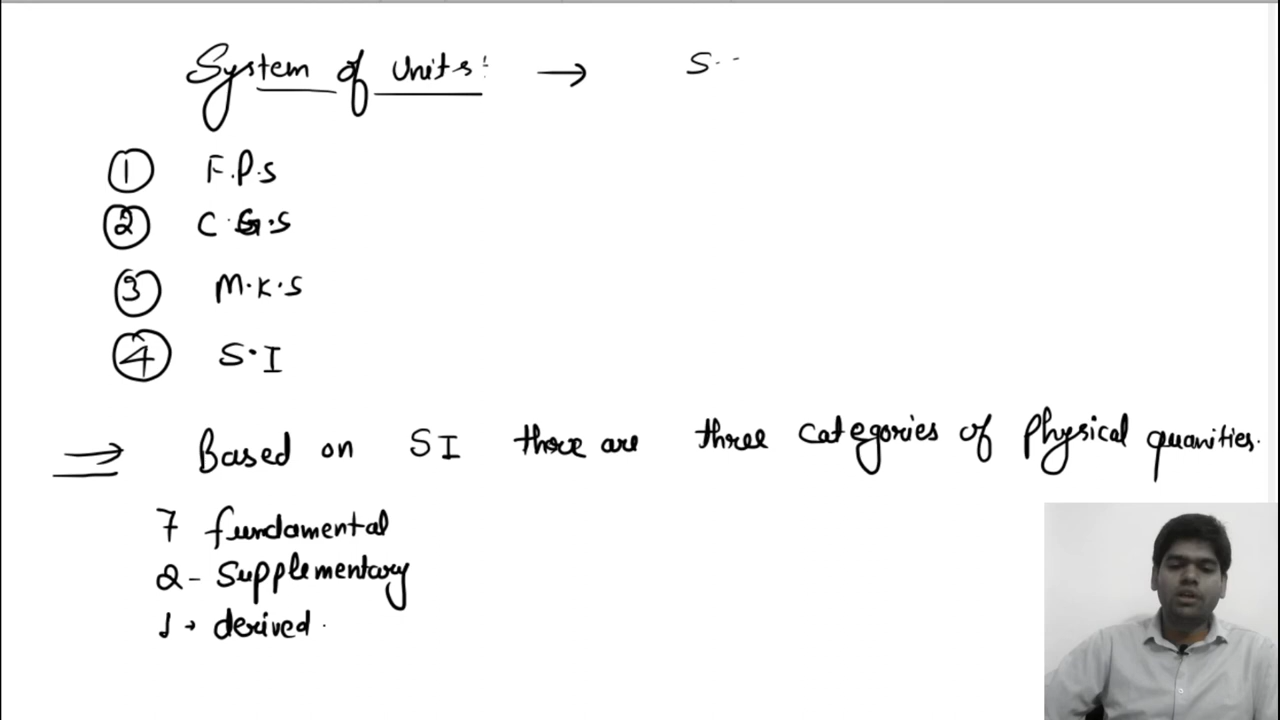 System of units: → S..
① F.P.S
② C.G.S
③ M.K.S
④ S.I
⇒ Based on SI there are three categories of physical quanities.
7 fundamental
2 - Supplementary
1 → derived.